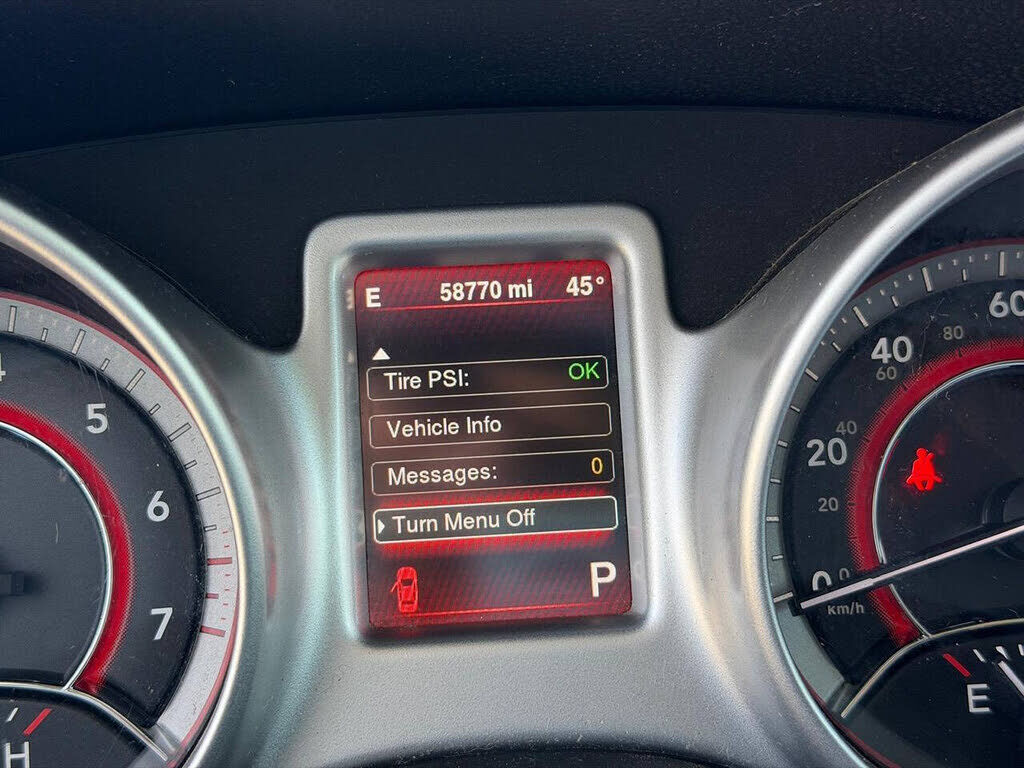 E 58770 mi 45°
Tire PSI: OK
Vehicle Info
Messages: 0
Turn Menu Off
P
5
6
7
H
60
80
40
60
40
20
20
0 0
km/h
E